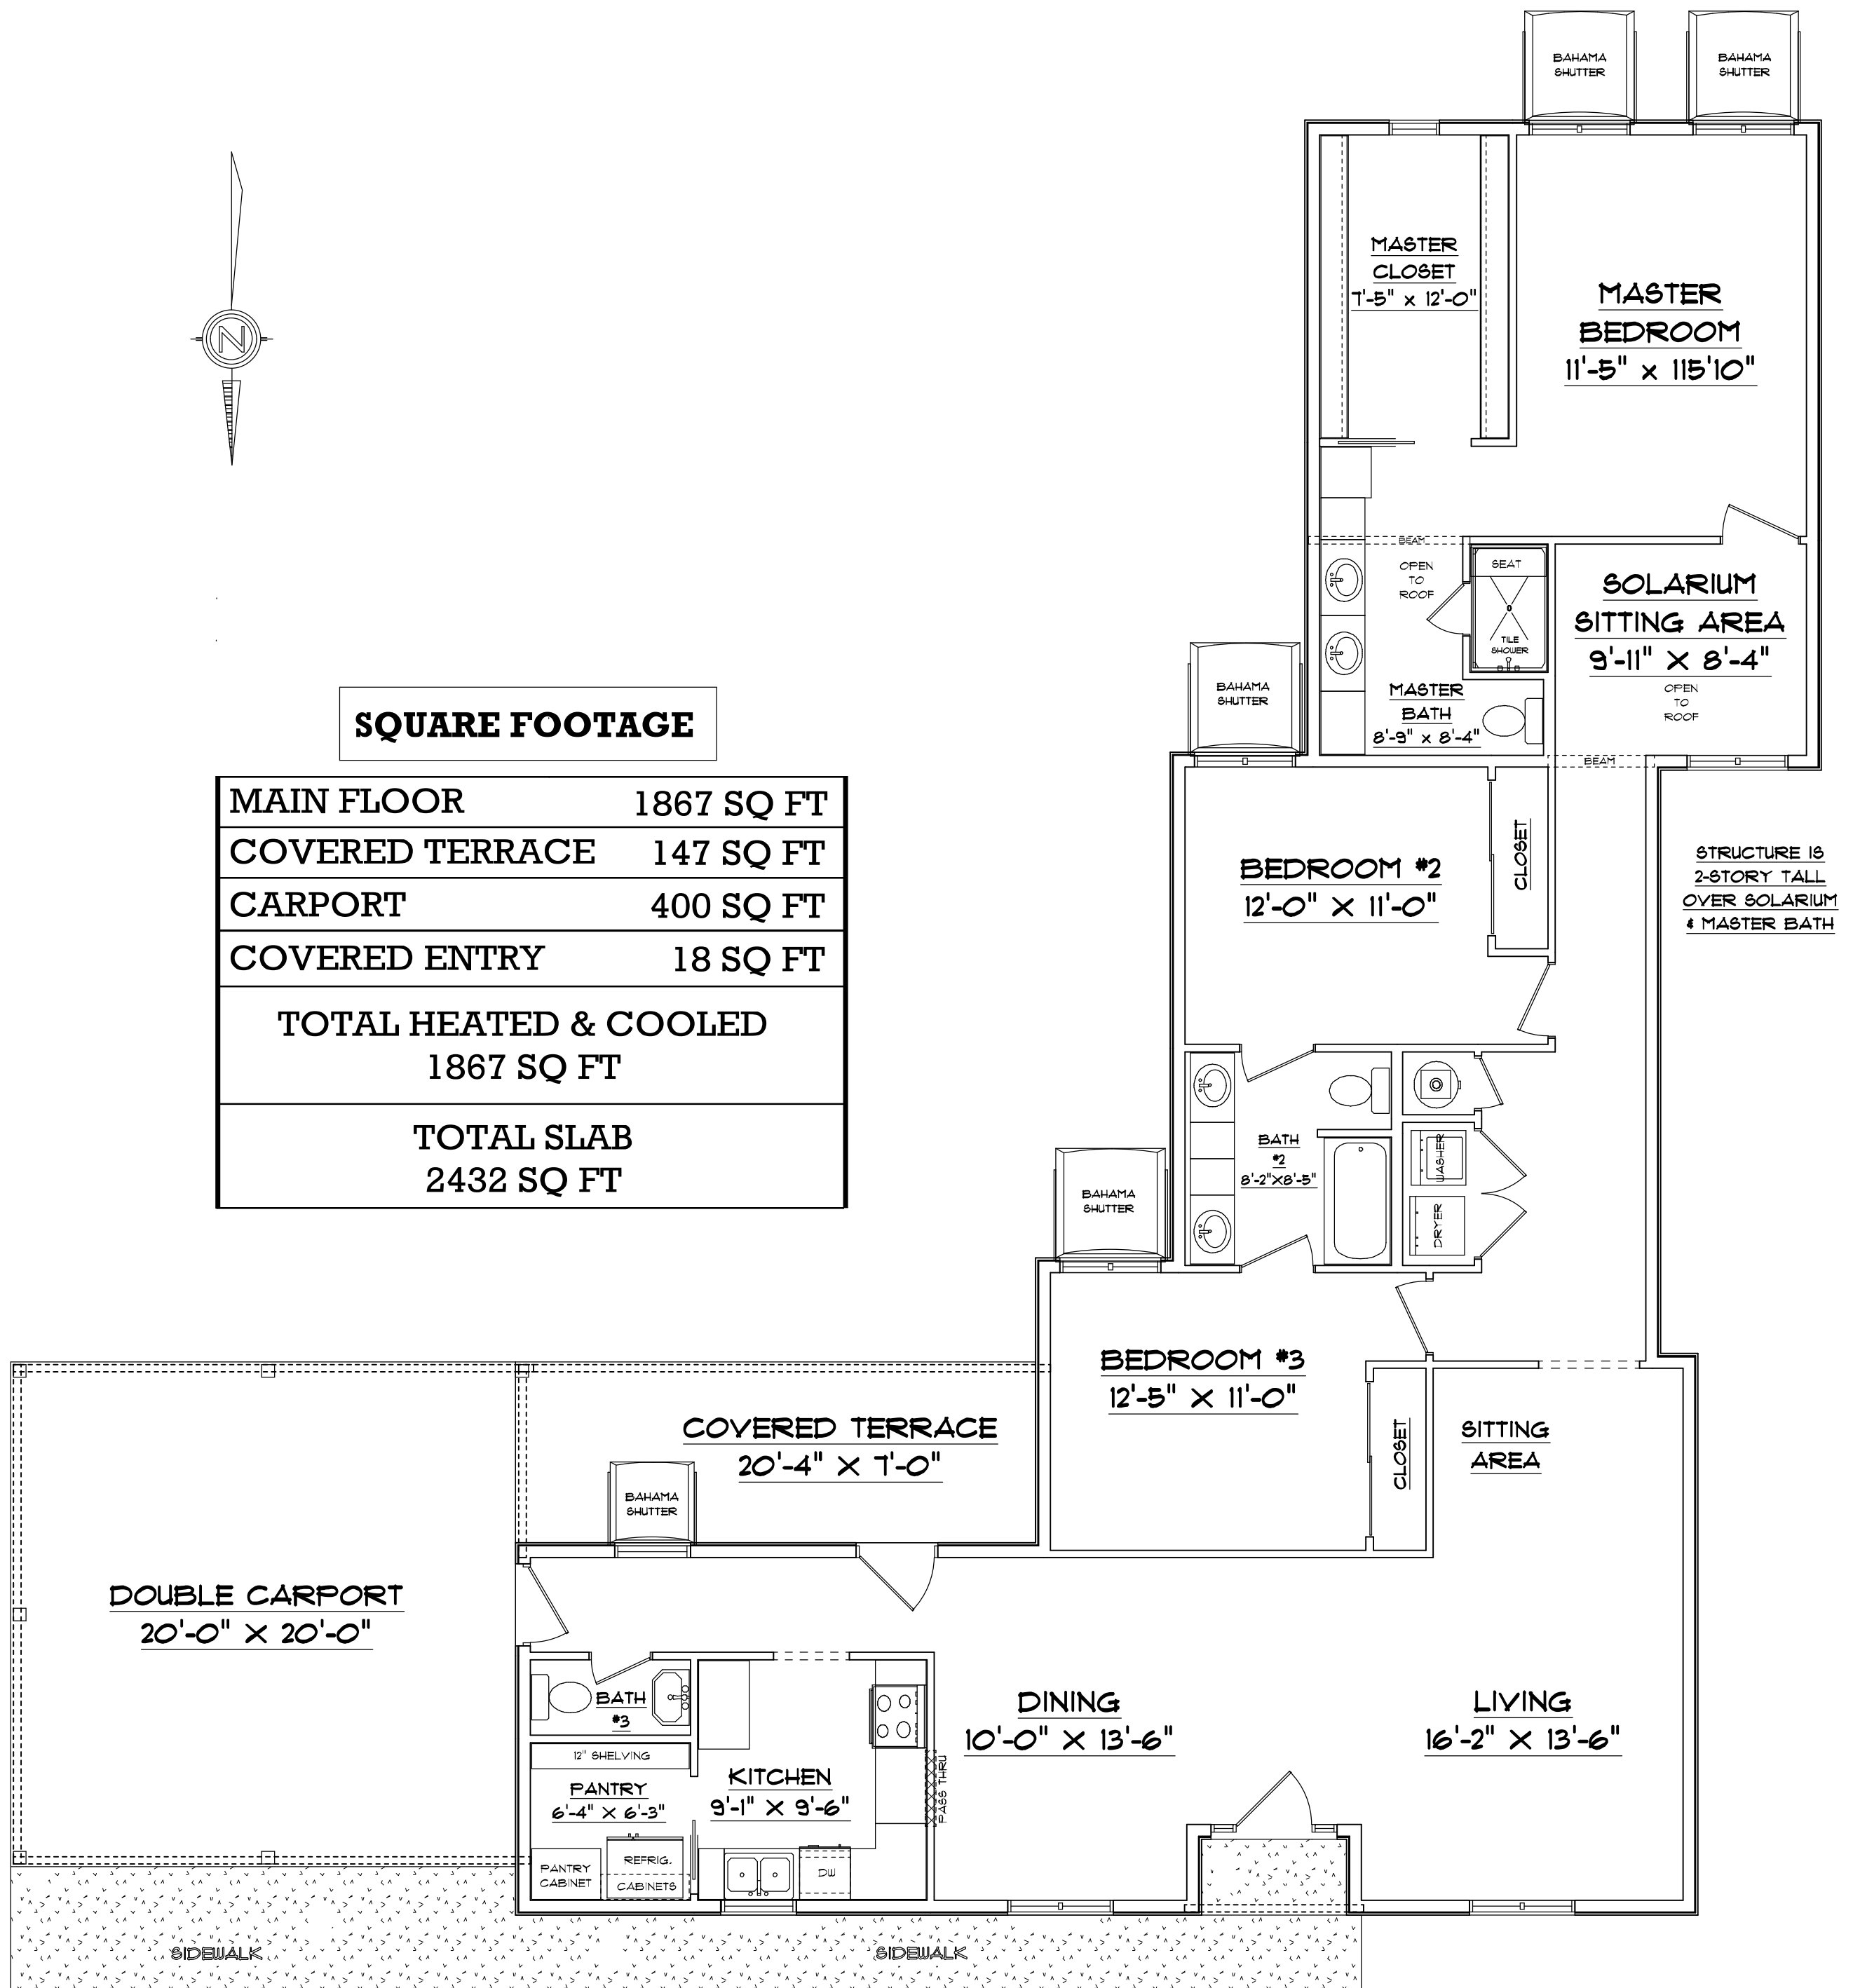 BAHAMA
SHUTTER
BAHAMA
SHUTTER
MASTER
CLOSET
7'-5" x 12'-0"
MASTER
BEDROOM
11'-5" x 115'10"
N
BEAM
OPEN
TO
ROOF
SEAT
TILE
SHOWER
SOLARIUM
SITTING AREA
9'-11" X 8'-4"
OPEN
TO
ROOF
MASTER
BATH
8'-9" x 8'-4"
BAHAMA
SHUTTER
BEAM
SQUARE FOOTAGE
MAIN FLOOR 1867 SQ FT
COVERED TERRACE 147 SQ FT
CARPORT 400 SQ FT
COVERED ENTRY 18 SQ FT
TOTAL HEATED & COOLED
1867 SQ FT
TOTAL SLAB
2432 SQ FT
BEDROOM #2
12'-0" X 11'-0"
CLOSET
STRUCTURE IS
2-STORY TALL
OVER SOLARIUM
& MASTER BATH
BATH
#2
8'-2"X8'-5"
WASHER
DRYER
BAHAMA
SHUTTER
BEDROOM #3
12'-5" X 11'-0"
CLOSET
SITTING
AREA
COVERED TERRACE
20'-4" X 7'-0"
BAHAMA
SHUTTER
DOUBLE CARPORT
20'-0" X 20'-0"
BATH
#3
12" SHELVING
PANTRY
6'-4" X 6'-3"
PANTRY
CABINET
REFRIG.
CABINETS
KITCHEN
9'-1" X 9'-6"
DW
PASS THRU
DINING
10'-0" X 13'-6"
LIVING
16'-2" X 13'-6"
SIDEWALK
SIDEWALK